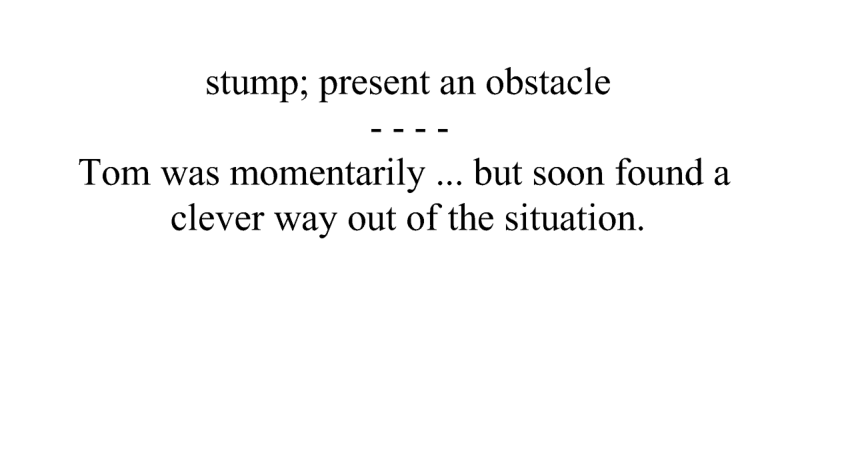 stump; present an obstacle
- - - -
Tom was momentarily ... but soon found a
clever way out of the situation.